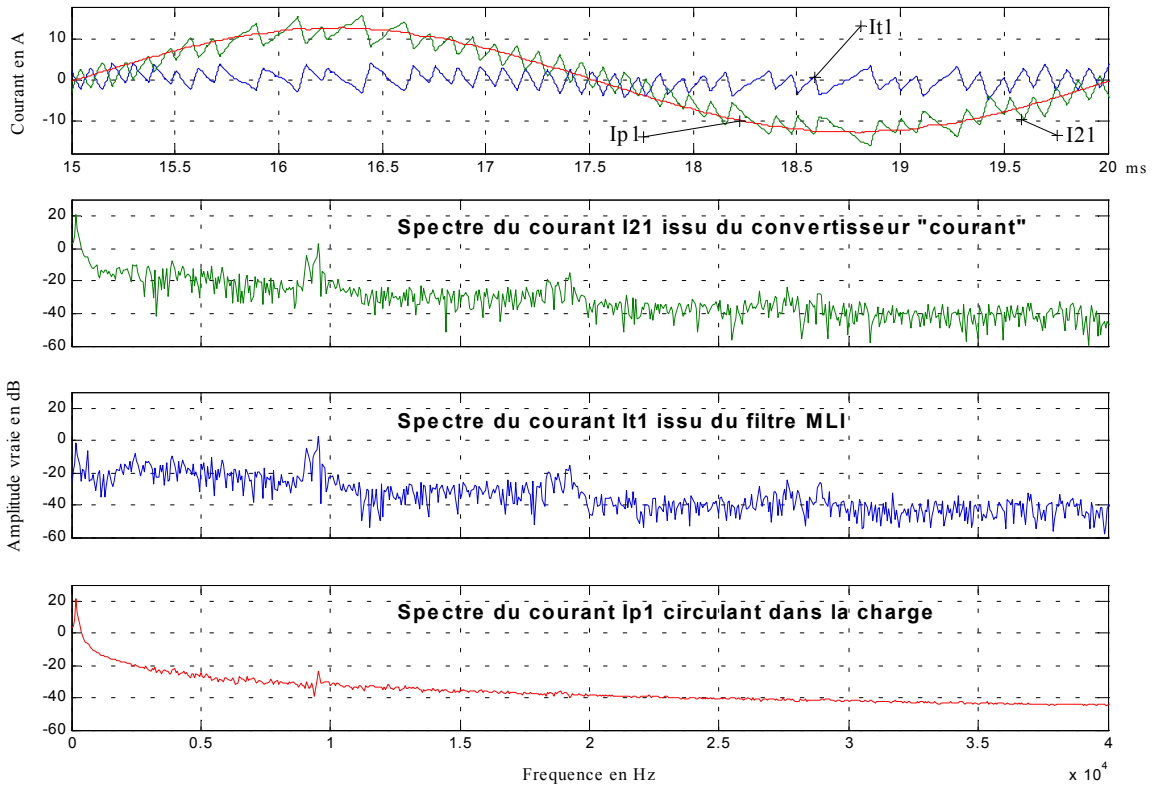 Courant en A
10
0
-10
It1
Ip1
I21
15 15.5 16 16.5 17 17.5 18 18.5 19 19.5 20 ms
Amplitude vraie en dB
20
0
-20
-40
-60
Spectre du courant I21 issu du convertisseur "courant"
20
0
-20
-40
-60
Spectre du courant It1 issu du filtre MLI
20
0
-20
-40
-60
Spectre du courant Ip1 circulant dans la charge
0 0.5 1 1.5 2 2.5 3 3.5 4
Frequence en Hz
x 10^4